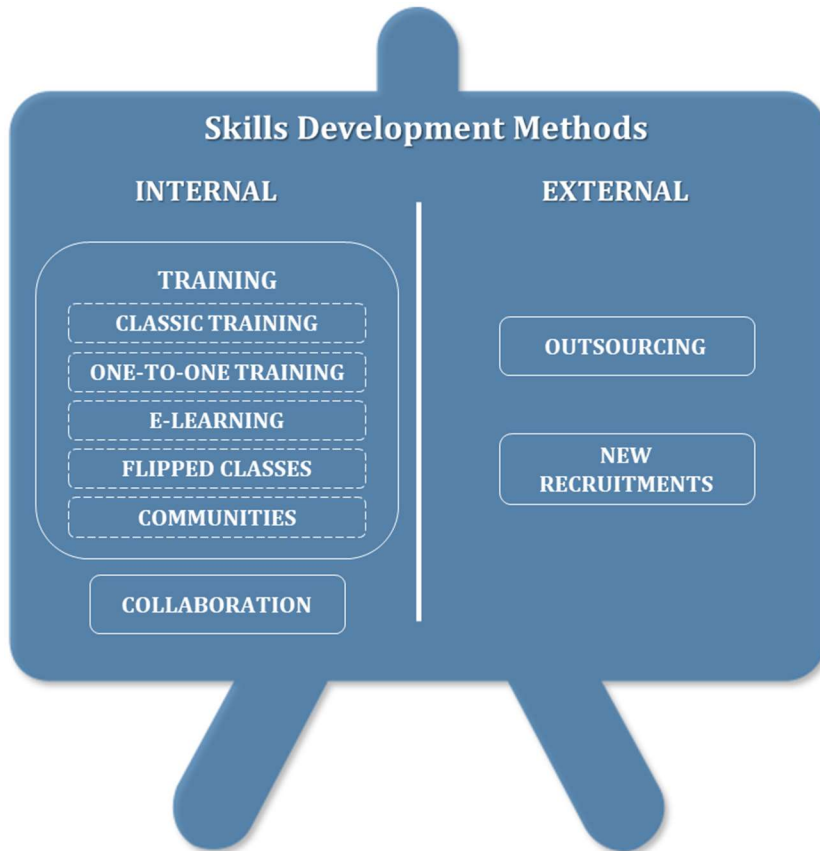 Skills Development Methods
INTERNAL
TRAINING
CLASSIC TRAINING
ONE-TO-ONE TRAINING
E-LEARNING
FLIPPED CLASSES
COMMUNITIES
COLLABORATION
EXTERNAL
OUTSOURCING
NEW
RECRUITMENTS